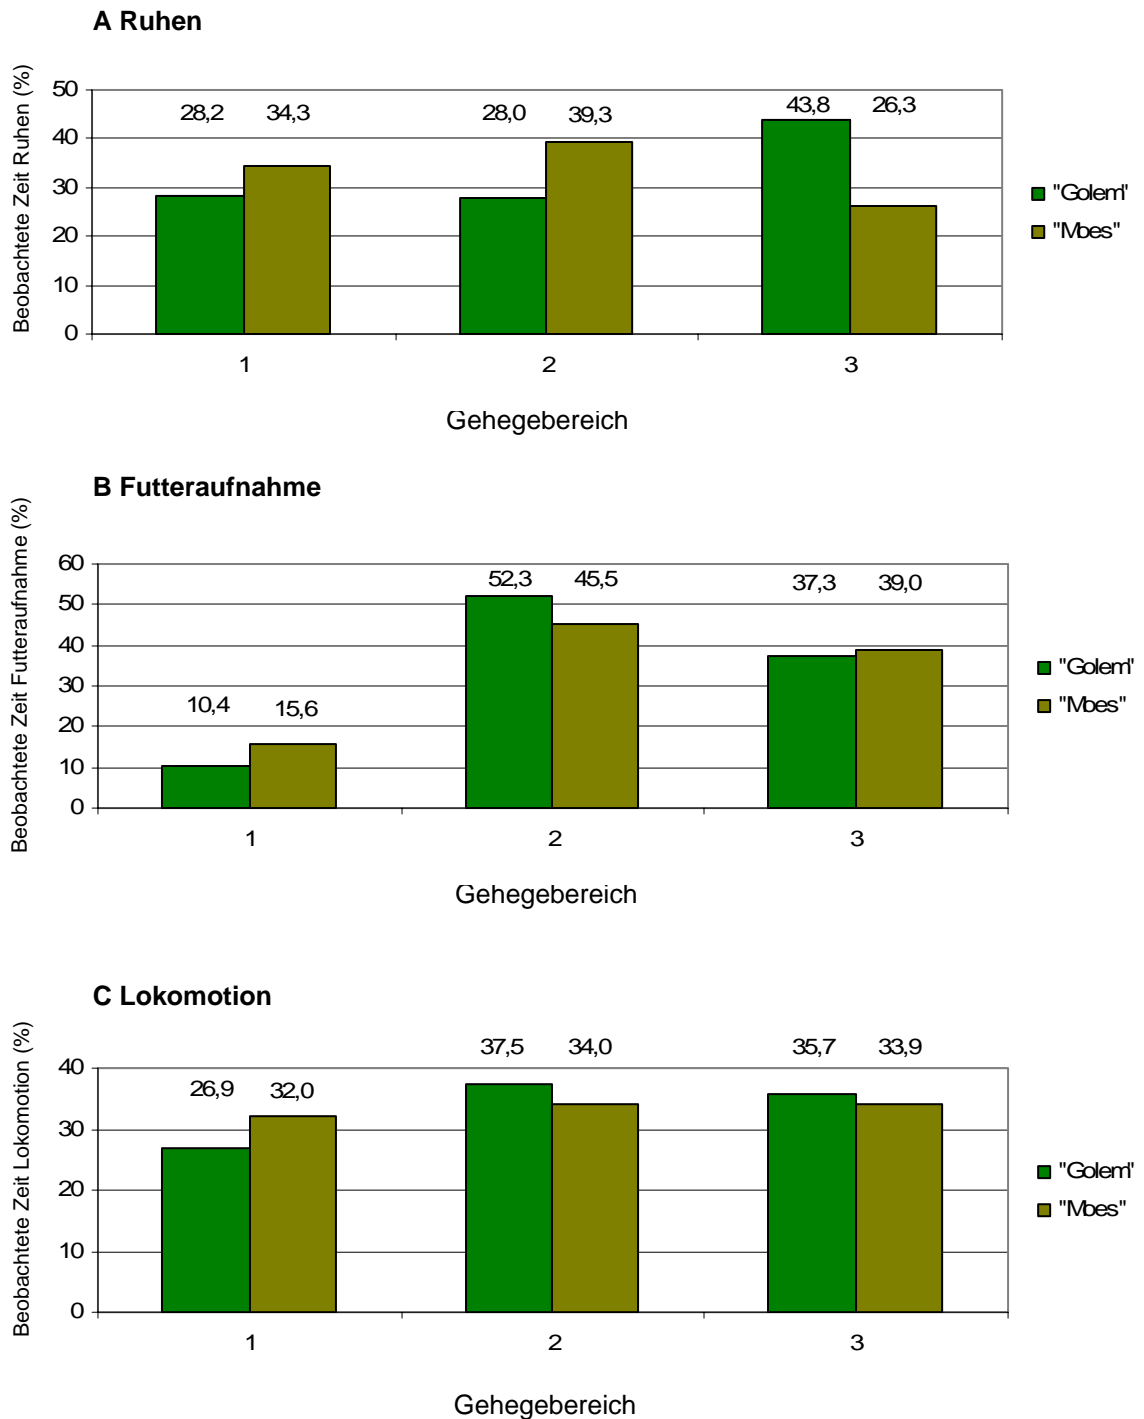 A Ruhen
Beobachtete Zeit Ruhen (%)
50
40
30
20
10
0
28,2 34,3 28,0 39,3 43,8 26,3
1 2 3
Gehegebereich
"Golem"
"Moes"
B Futteraufnahme
Beobachtete Zeit Futteraufnahme (%)
60
50
40
30
20
10
0
10,4 15,6 52,3 45,5 37,3 39,0
1 2 3
Gehegebereich
"Golem"
"Moes"
C Lokomotion
Beobachtete Zeit Lokomotion (%)
40
30
20
10
0
26,9 32,0 37,5 34,0 35,7 33,9
1 2 3
Gehegebereich
"Golem"
"Moes"